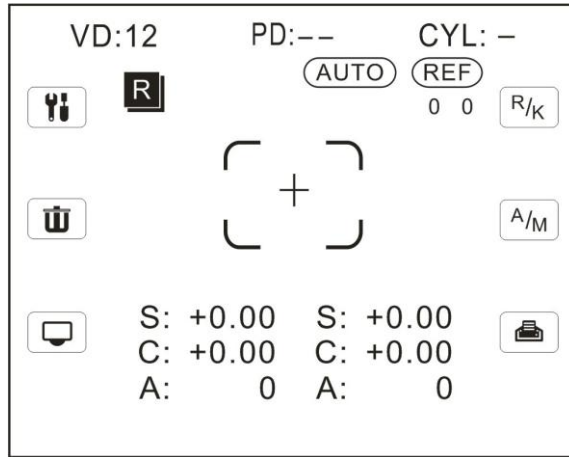 VD:12 PD:-- CYL: –
AUTO REF
R
0 0 R/K
A/M
S: +0.00 S: +0.00
C: +0.00 C: +0.00
A: 0 A: 0